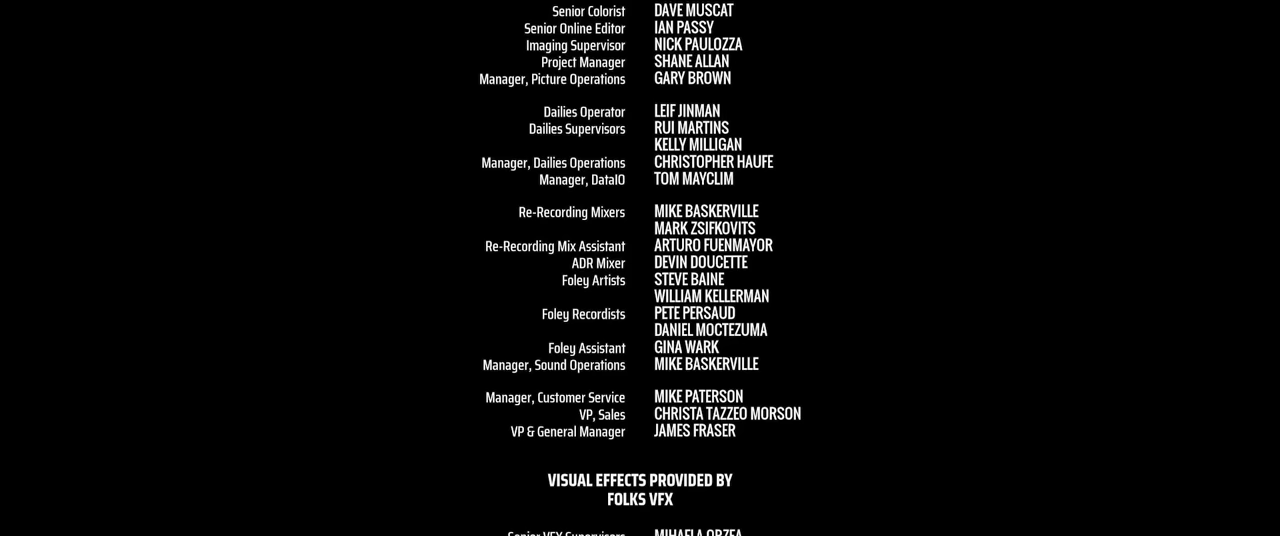 Senior Colorist DAVE MUSCAT
Senior Online Editor IAN PASSY
Imaging Supervisor NICK PAULOZZA
Project Manager SHANE ALLAN
Manager, Picture Operations GARY BROWN
Dailies Operator LEIF JINMAN
Dailies Supervisors RUI MARTINS
KELLY MILLIGAN
Manager, Dailies Operations CHRISTOPHER HAUFE
Manager, DataIO TOM MAYCLIM
Re-Recording Mixers MIKE BASKERVILLE
MARK ZSIFKOVITS
Re-Recording Mix Assistant ARTURO FUENMAYOR
ADR Mixer DEVIN DOUCETTE
Foley Artists STEVE BAINE
WILLIAM KELLERMAN
Foley Recordists PETE PERSAUD
DANIEL MOCTEZUMA
Foley Assistant GINA WARK
Manager, Sound Operations MIKE BASKERVILLE
Manager, Customer Service MIKE PATERSON
VP, Sales CHRISTA TAZZEO MORSON
VP & General Manager JAMES FRASER
VISUAL EFFECTS PROVIDED BY
FOLKS VFX
Senior VFX Supervisors MIHAELA ORZEA